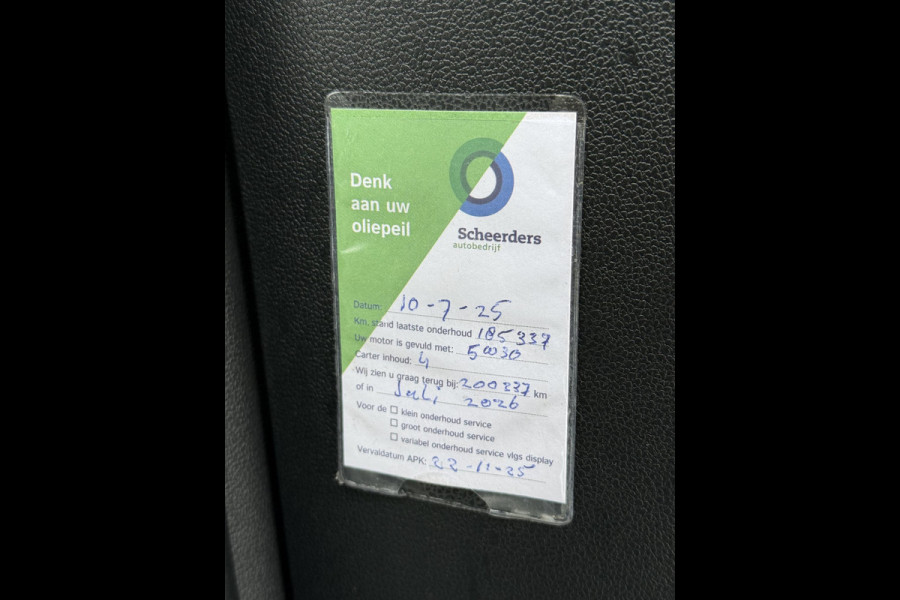 Denk
aan uw
oliepeil
Scheerders
autobedrijf
Datum: 10-7-25
Km. stand laatste onderhoud 185337
Uw motor is gevuld met: 5W30
Carter inhoud: 4
Wij zien u graag terug bij: 200337 km
of in Juli 2026
Voor de ☐ klein onderhoud service
☐ groot onderhoud service
☐ variabel onderhoud service vlgs display
Vervaldatum APK: 22-11-25